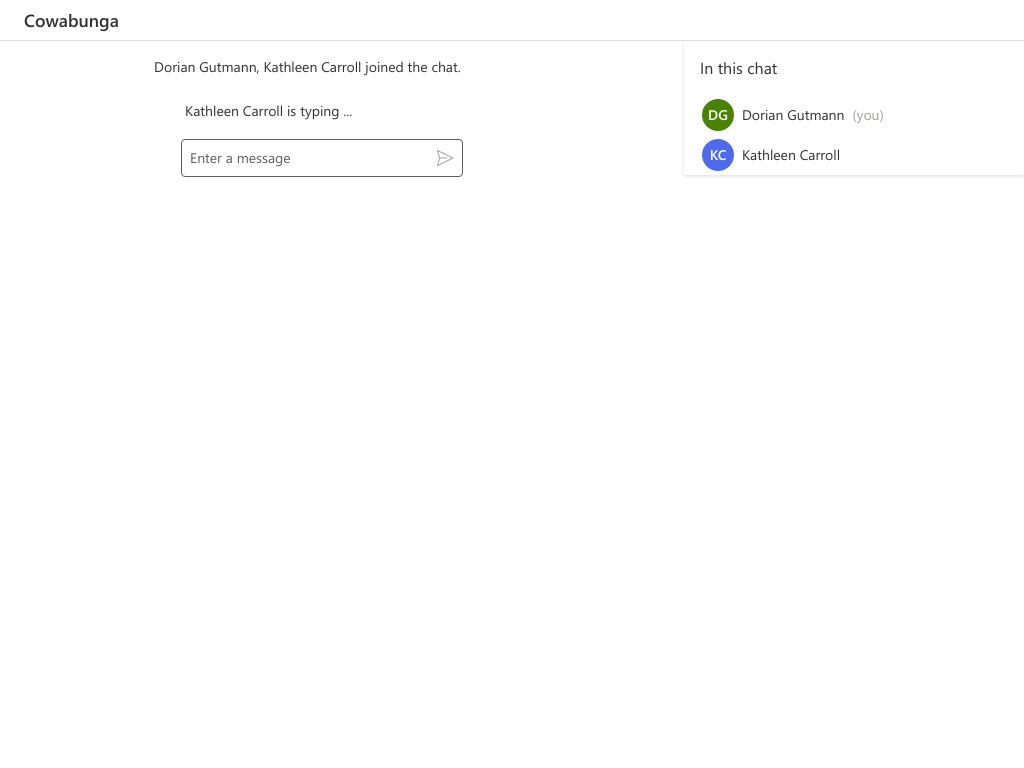 Cowabunga
Dorian Gutmann, Kathleen Carroll joined the chat.
Kathleen Carroll is typing ...
Enter a message
In this chat
DG Dorian Gutmann (you)
KC Kathleen Carroll